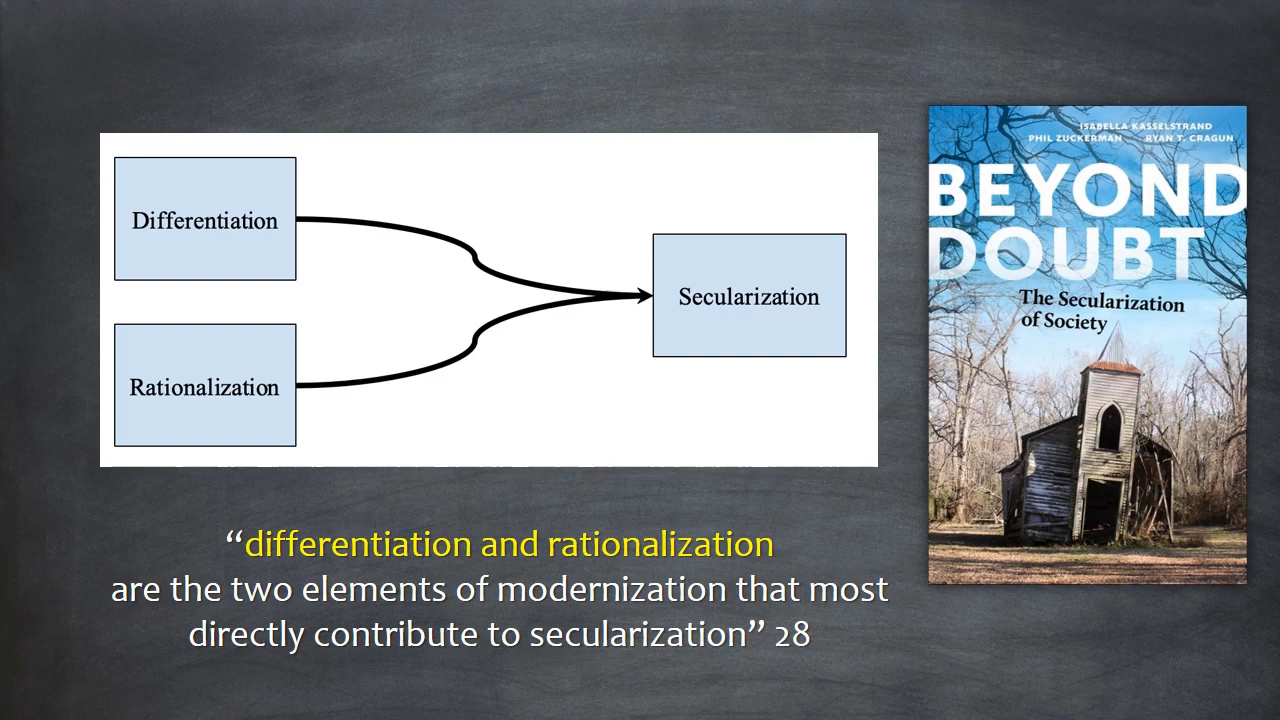 Differentiation
Rationalization
Secularization
“differentiation and rationalization
are the two elements of modernization that most
directly contribute to secularization” 28
ISABELLA KASSELSTRAND
PHIL ZUCKERMAN RYAN T. CRAGUN
BEYOND
DOUBT
The Secularization
of Society